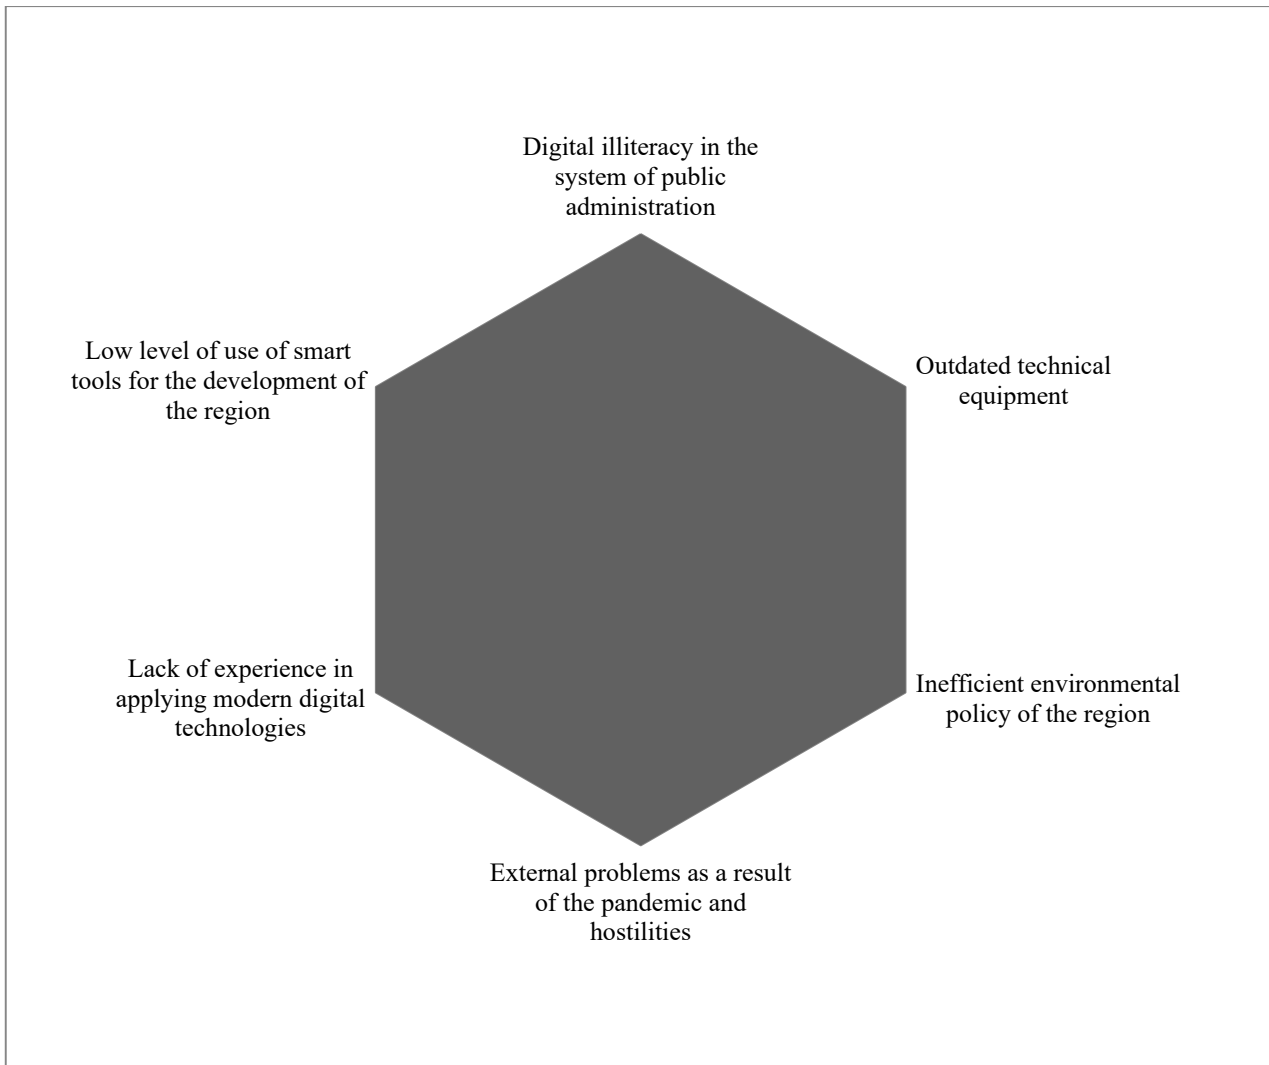 Digital illiteracy in the
system of public
administration
Low level of use of smart
tools for the development of
the region
Outdated technical
equipment
Lack of experience in
applying modern digital
technologies
Inefficient environmental
policy of the region
External problems as a result
of the pandemic and
hostilities